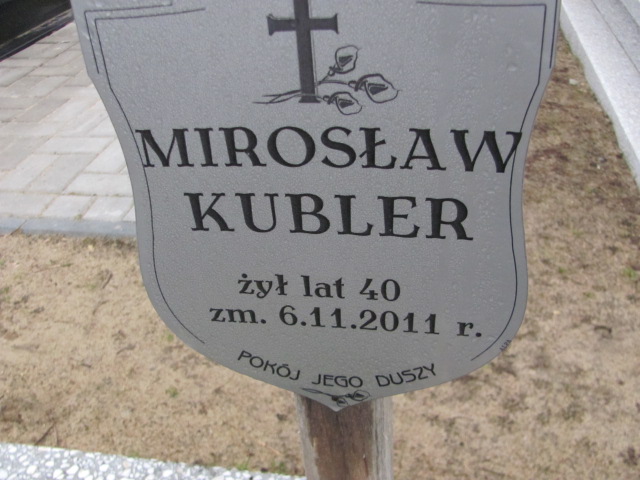 MIROSŁAW
KUBLER
żył lat 40
zm. 6.11.2011 r.
POKÓJ JEGO DUSZY